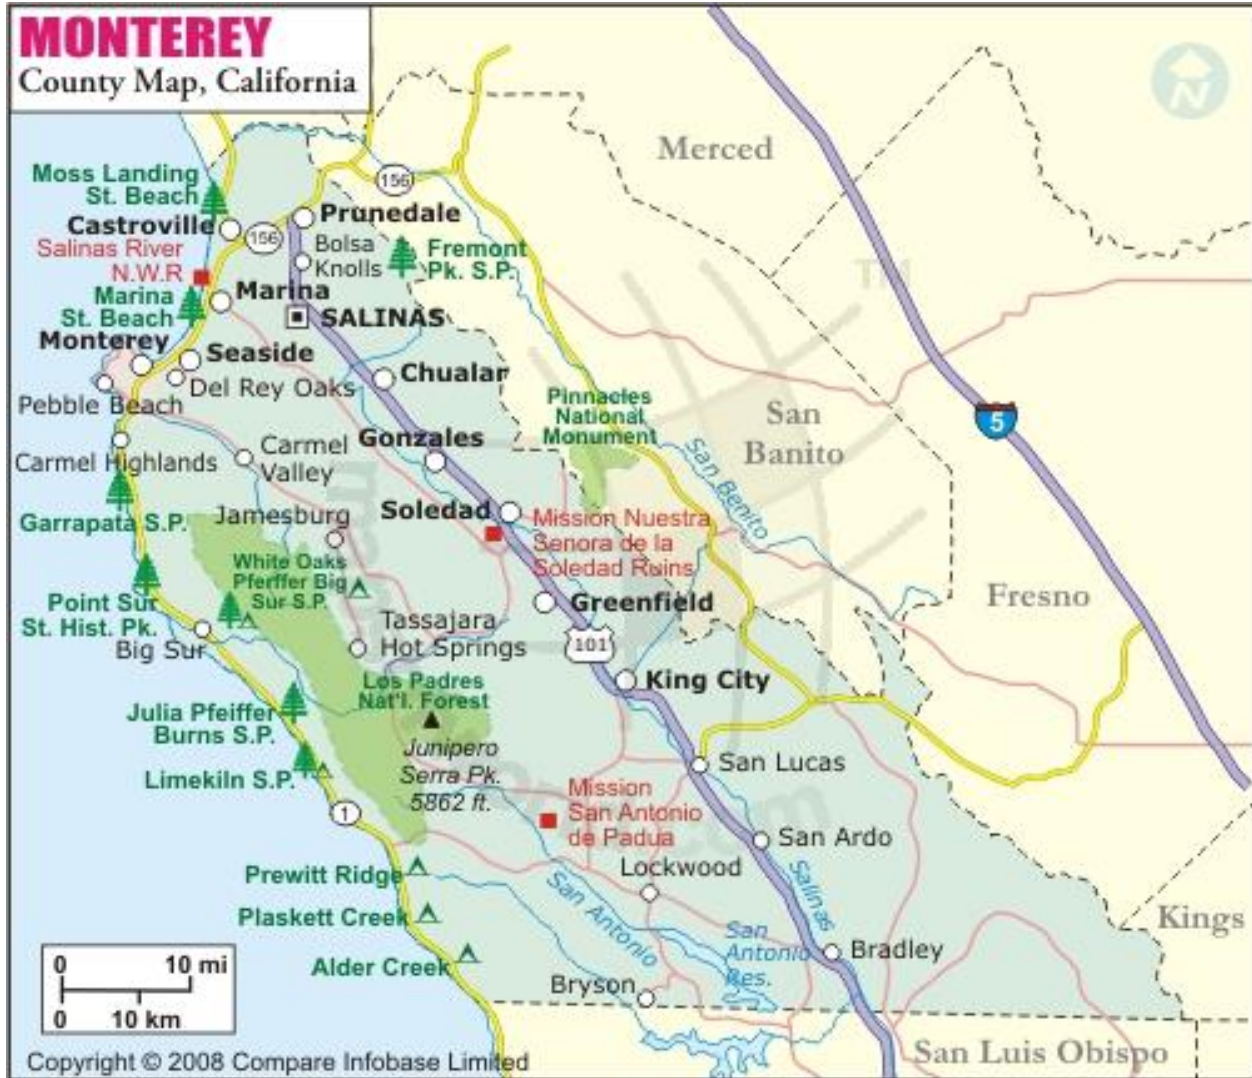 MONTEREY
County Map, California
N
Merced
Moss Landing
St. Beach
156
Castroville
156
Prunedale
Salinas River
N.W.R
Bolsa
Knolls
Fremont
Pk. S.P.
TM
Marina
St. Beach
Marina
SALINAS
Monterey
Seaside
Del Rey Oaks
Chualar
Pebble Beach
Pinnacles
National
Monument
San
Banito
5
Carmel Highlands
Carmel
Valley
Gonzales
San Benito
Garrapata S.P.
Jamesburg
Soledad
Mission Nuestra
Senora de la
Soledad Ruins
White Oaks
Pferffer Big
Sur S.P.
Point Sur
St. Hist. Pk.
Big Sur
Tassajara
Hot Springs
Greenfield
101
Fresno
Los Padres
Nat'l. Forest
King City
Julia Pfeiffer
Burns S.P.
Junipero
Serra Pk.
5862 ft.
Limekiln S.P.
San Lucas
1
Mission
San Antonio
de Padua
San Ardo
Prewitt Ridge
Lockwood
Salinas
San Antonio
Plaskett Creek
San
Antonio
Res.
Bradley
Kings
Alder Creek
Bryson
0 10 mi
0 10 km
San Luis Obispo
Copyright © 2008 Compare Infobase Limited